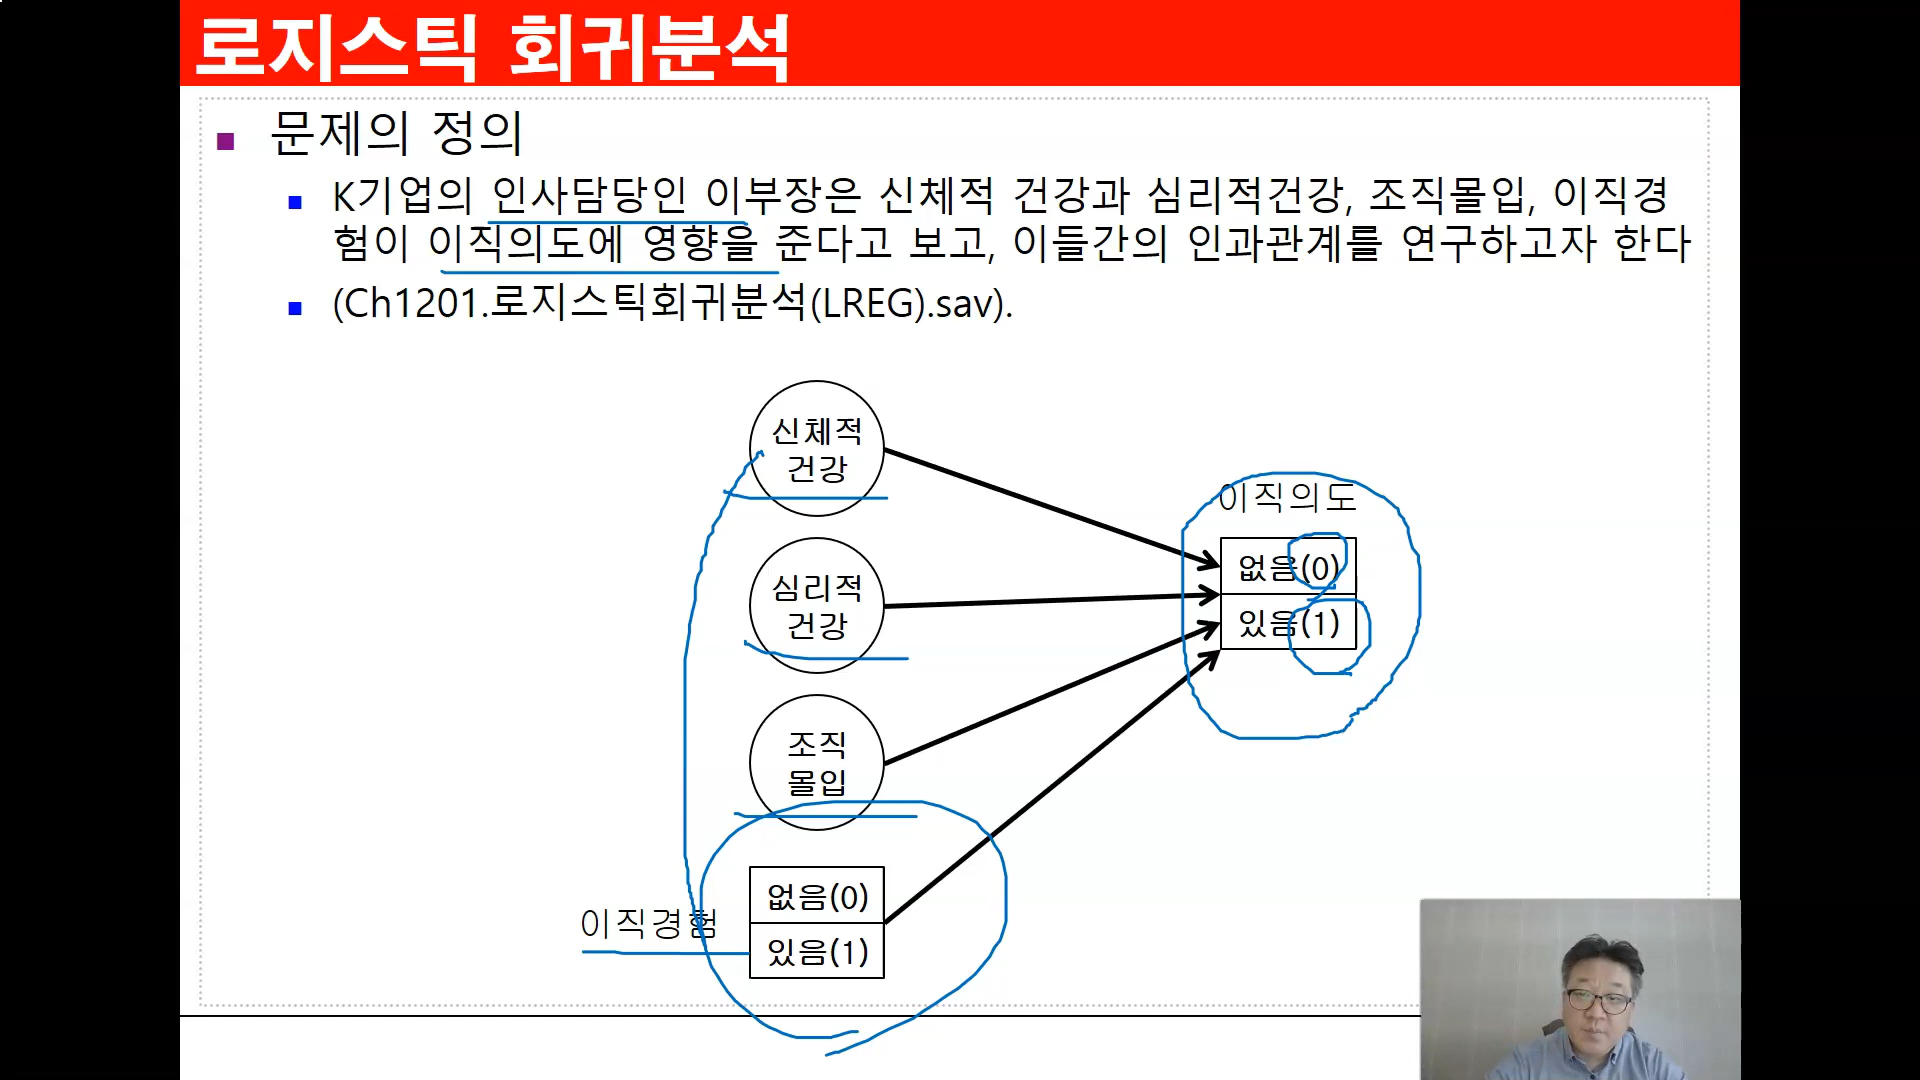 로지스틱 회귀분석
문제의 정의
K기업의 인사담당인 이부장은 신체적 건강과 심리적건강, 조직몰입, 이직경
험이 이직의도에 영향을 준다고 보고, 이들간의 인과관계를 연구하고자 한다
(Ch1201.로지스틱회귀분석(LREG).sav).
신체적
건강
심리적
건강
조직
몰입
이직경험
없음(0)
있음(1)
이직의도
없음(0)
있음(1)